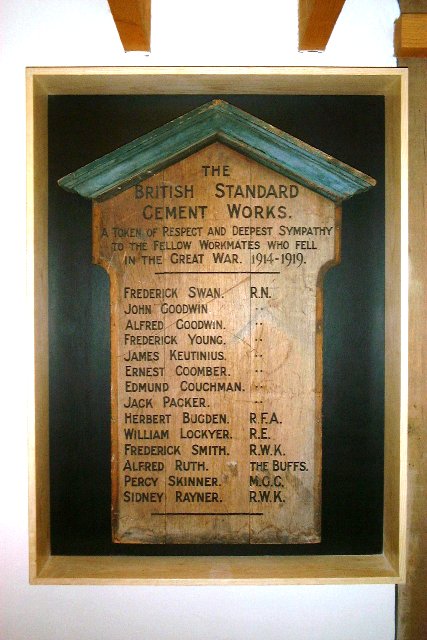 THE
BRITISH STANDARD
CEMENT WORKS.
A TOKEN OF RESPECT AND DEEPEST SYMPATHY
TO THE FELLOW WORKMATES WHO FELL
IN THE GREAT WAR. 1914-1919.
FREDERICK SWAN. R.N.
JOHN GOODWIN "
ALFRED GOODWIN. "
FREDERICK YOUNG. "
JAMES KEUTINIUS. "
ERNEST COOMBER. "
EDMUND COUCHMAN. "
JACK PACKER. "
HERBERT BUGDEN. R.F.A.
WILLIAM LOCKYER. R.E.
FREDERICK SMITH. R.W.K.
ALFRED RUTH. THE BUFFS.
PERCY SKINNER. M.G.C.
SIDNEY RAYNER. R.W.K.